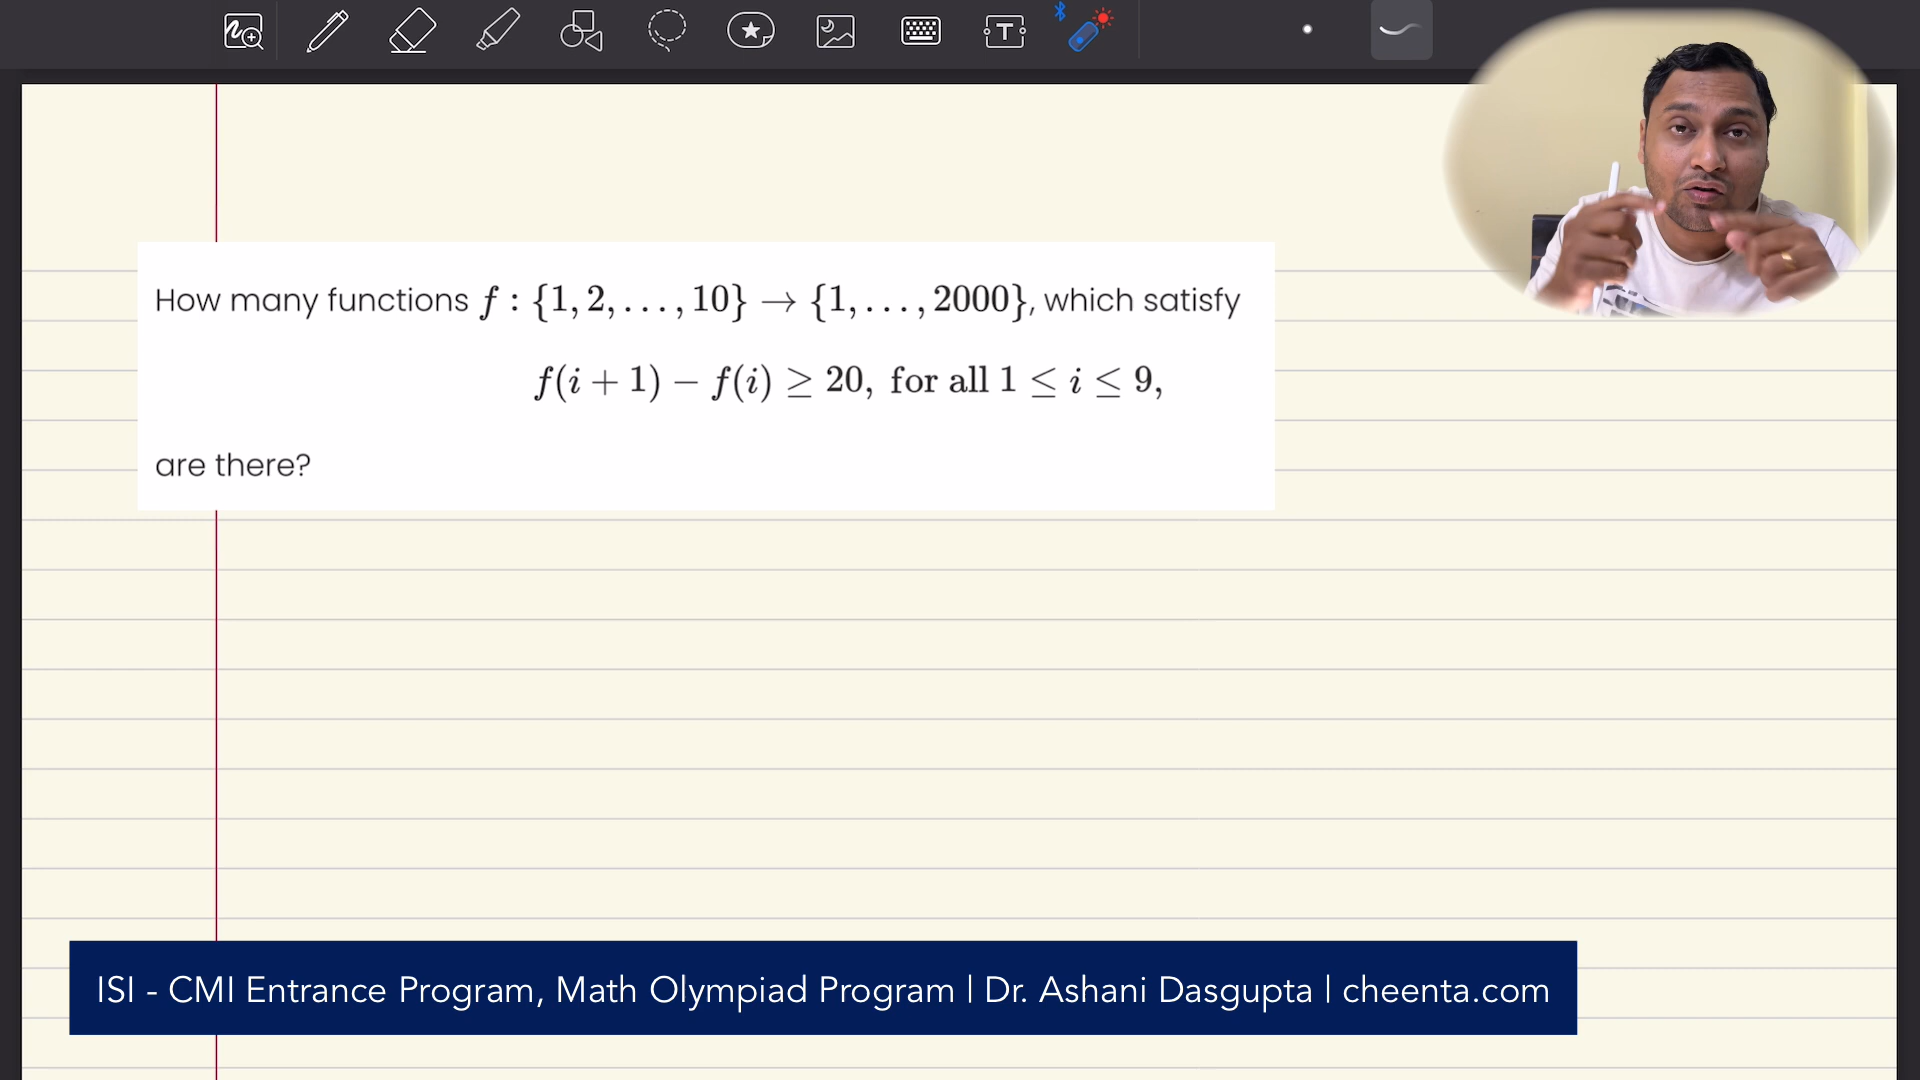 How many functions f : {1, 2, . . . , 10} → {1, . . . , 2000}, which satisfy
f(i + 1) − f(i) ≥ 20, for all 1 ≤ i ≤ 9,
are there?
ISI - CMI Entrance Program, Math Olympiad Program | Dr. Ashani Dasgupta | cheenta.com